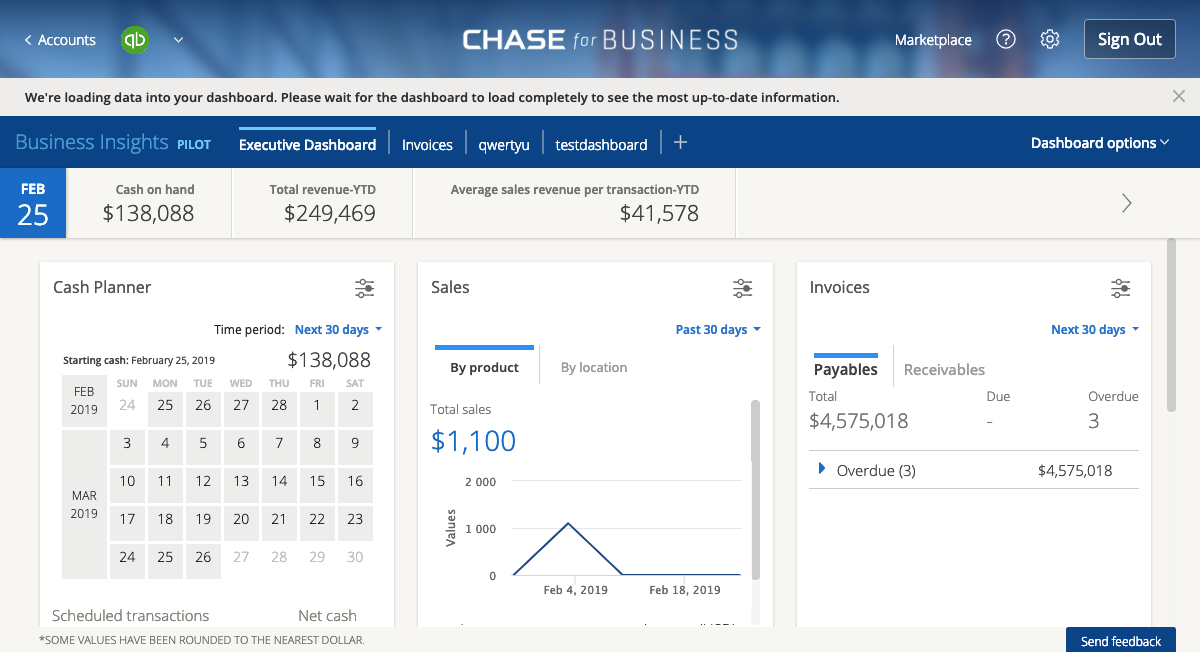 Accounts
qb
CHASE for BUSINESS
Marketplace
?
Sign Out
We're loading data into your dashboard. Please wait for the dashboard to load completely to see the most up-to-date information.
Business Insights PILOT
Executive Dashboard
Invoices
qwertyu
testdashboard
+
Dashboard options
FEB
25
Cash on hand
$138,088
Total revenue-YTD
$249,469
Average sales revenue per transaction-YTD
$41,578
Cash Planner
Time period: Next 30 days
Starting cash: February 25, 2019 $138,088
SUN MON TUE WED THU FRI SAT
FEB
2019
24 25 26 27 28 1 2
3 4 5 6 7 8 9
10 11 12 13 14 15 16
MAR
2019
17 18 19 20 21 22 23
24 25 26 27 28 29 30
Scheduled transactions Net cash
Sales
Past 30 days
By product By location
Total sales
$1,100
2 000
1 000
0
Values
Feb 4, 2019 Feb 18, 2019
Invoices
Next 30 days
Payables Receivables
Total Due Overdue
$4,575,018 - 3
Overdue (3) $4,575,018
*SOME VALUES HAVE BEEN ROUNDED TO THE NEAREST DOLLAR.
Send feedback